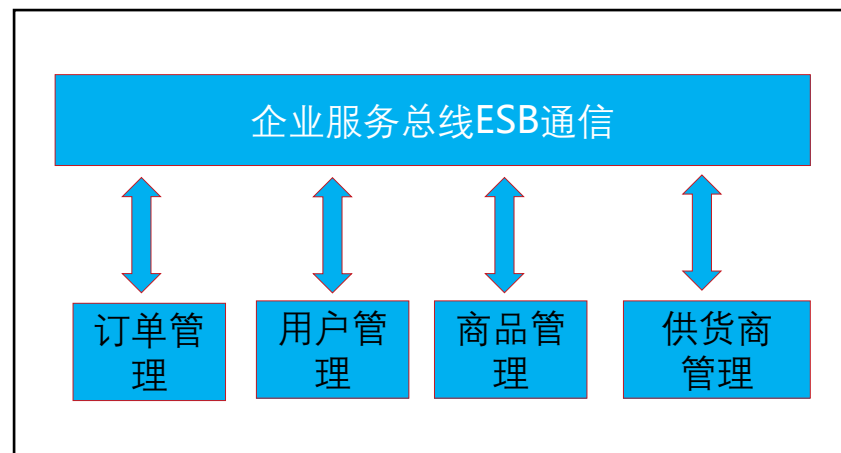 企业服务总线ESB通信
订单管
理
用户管
理
商品管
理
供货商
管理